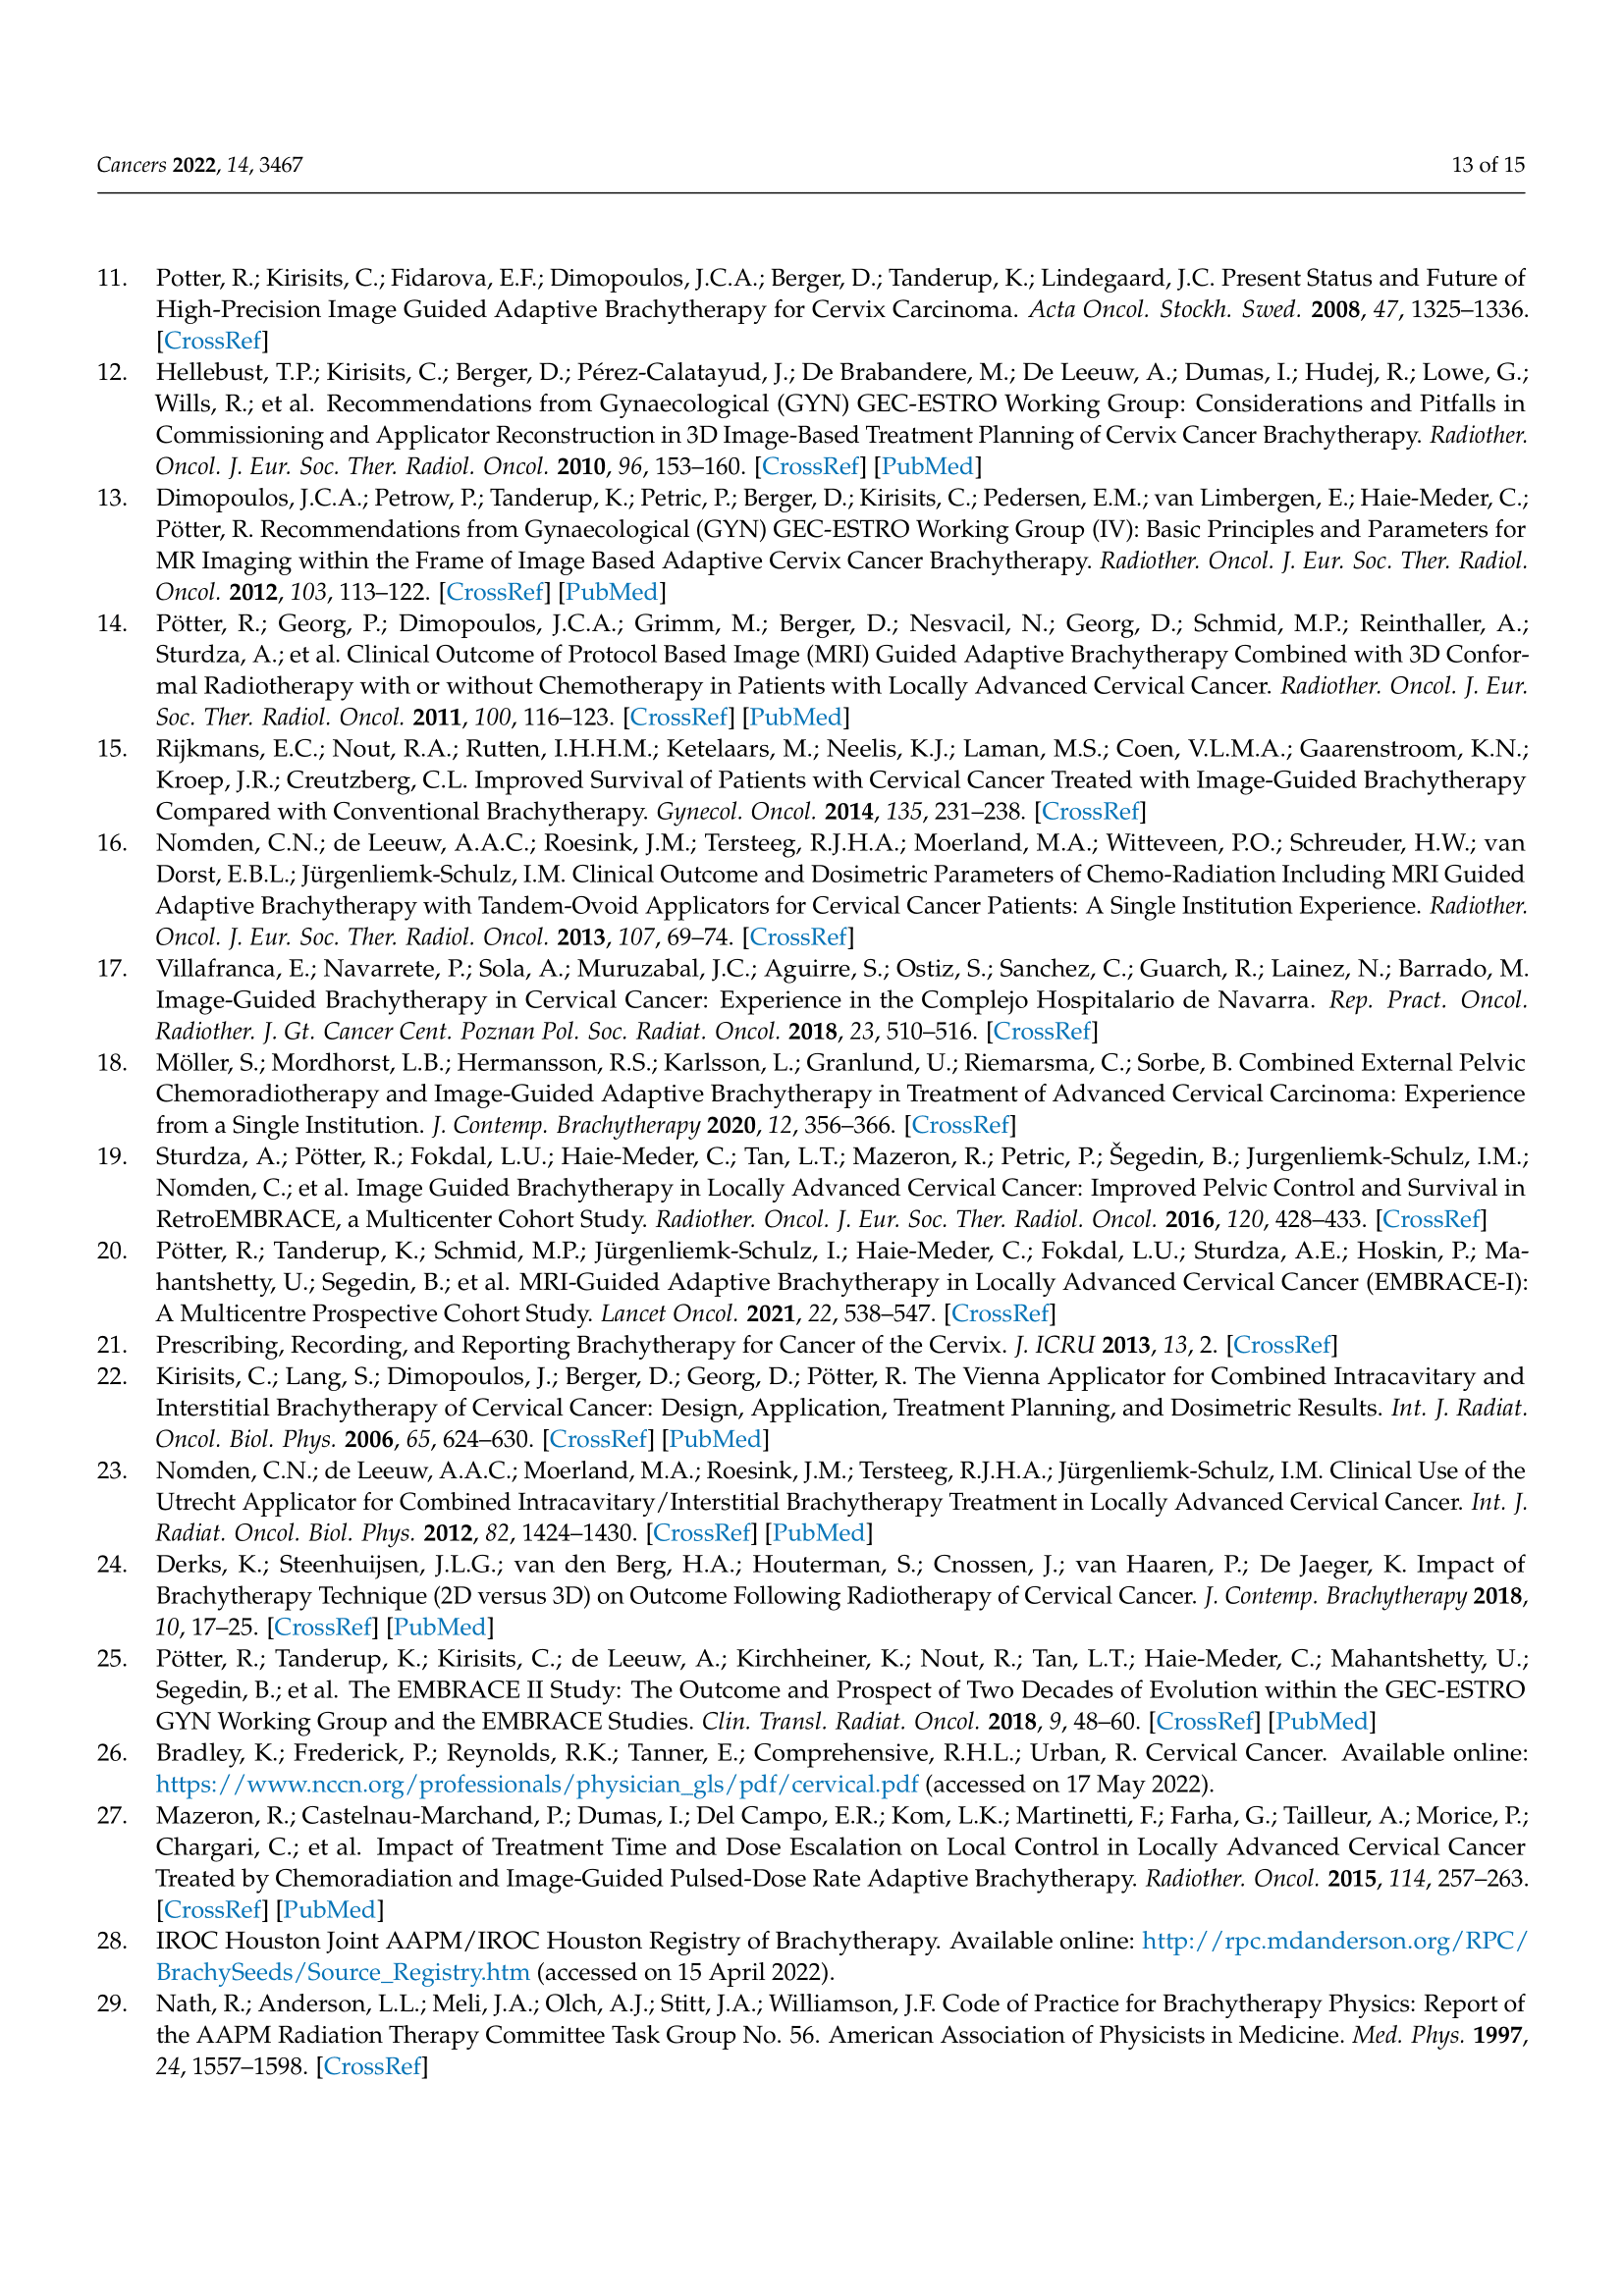 Cancers 2022, 14, 3467
13 of 15
11. Potter, R.; Kirisits, C.; Fidarova, E.F.; Dimopoulos, J.C.A.; Berger, D.; Tanderup, K.; Lindegaard, J.C. Present Status and Future of
High-Precision Image Guided Adaptive Brachytherapy for Cervix Carcinoma. Acta Oncol. Stockh. Swed. 2008, 47, 1325–1336.
[CrossRef]
12. Hellebust, T.P.; Kirisits, C.; Berger, D.; Pérez-Calatayud, J.; De Brabandere, M.; De Leeuw, A.; Dumas, I.; Hudej, R.; Lowe, G.;
Wills, R.; et al. Recommendations from Gynaecological (GYN) GEC-ESTRO Working Group: Considerations and Pitfalls in
Commissioning and Applicator Reconstruction in 3D Image-Based Treatment Planning of Cervix Cancer Brachytherapy. Radiother.
Oncol. J. Eur. Soc. Ther. Radiol. Oncol. 2010, 96, 153–160. [CrossRef] [PubMed]
13. Dimopoulos, J.C.A.; Petrow, P.; Tanderup, K.; Petric, P.; Berger, D.; Kirisits, C.; Pedersen, E.M.; van Limbergen, E.; Haie-Meder, C.;
Pötter, R. Recommendations from Gynaecological (GYN) GEC-ESTRO Working Group (IV): Basic Principles and Parameters for
MR Imaging within the Frame of Image Based Adaptive Cervix Cancer Brachytherapy. Radiother. Oncol. J. Eur. Soc. Ther. Radiol.
Oncol. 2012, 103, 113–122. [CrossRef] [PubMed]
14. Pötter, R.; Georg, P.; Dimopoulos, J.C.A.; Grimm, M.; Berger, D.; Nesvacil, N.; Georg, D.; Schmid, M.P.; Reinthaller, A.;
Sturdza, A.; et al. Clinical Outcome of Protocol Based Image (MRI) Guided Adaptive Brachytherapy Combined with 3D Confor-
mal Radiotherapy with or without Chemotherapy in Patients with Locally Advanced Cervical Cancer. Radiother. Oncol. J. Eur.
Soc. Ther. Radiol. Oncol. 2011, 100, 116–123. [CrossRef] [PubMed]
15. Rijkmans, E.C.; Nout, R.A.; Rutten, I.H.H.M.; Ketelaars, M.; Neelis, K.J.; Laman, M.S.; Coen, V.L.M.A.; Gaarenstroom, K.N.;
Kroep, J.R.; Creutzberg, C.L. Improved Survival of Patients with Cervical Cancer Treated with Image-Guided Brachytherapy
Compared with Conventional Brachytherapy. Gynecol. Oncol. 2014, 135, 231–238. [CrossRef]
16. Nomden, C.N.; de Leeuw, A.A.C.; Roesink, J.M.; Tersteeg, R.J.H.A.; Moerland, M.A.; Witteveen, P.O.; Schreuder, H.W.; van
Dorst, E.B.L.; Jürgenliemk-Schulz, I.M. Clinical Outcome and Dosimetric Parameters of Chemo-Radiation Including MRI Guided
Adaptive Brachytherapy with Tandem-Ovoid Applicators for Cervical Cancer Patients: A Single Institution Experience. Radiother.
Oncol. J. Eur. Soc. Ther. Radiol. Oncol. 2013, 107, 69–74. [CrossRef]
17. Villafranca, E.; Navarrete, P.; Sola, A.; Muruzabal, J.C.; Aguirre, S.; Ostiz, S.; Sanchez, C.; Guarch, R.; Lainez, N.; Barrado, M.
Image-Guided Brachytherapy in Cervical Cancer: Experience in the Complejo Hospitalario de Navarra. Rep. Pract. Oncol.
Radiother. J. Gt. Cancer Cent. Poznan Pol. Soc. Radiat. Oncol. 2018, 23, 510–516. [CrossRef]
18. Möller, S.; Mordhorst, L.B.; Hermansson, R.S.; Karlsson, L.; Granlund, U.; Riemarsma, C.; Sorbe, B. Combined External Pelvic
Chemoradiotherapy and Image-Guided Adaptive Brachytherapy in Treatment of Advanced Cervical Carcinoma: Experience
from a Single Institution. J. Contemp. Brachytherapy 2020, 12, 356–366. [CrossRef]
19. Sturdza, A.; Pötter, R.; Fokdal, L.U.; Haie-Meder, C.; Tan, L.T.; Mazeron, R.; Petric, P.; Šegedin, B.; Jurgenliemk-Schulz, I.M.;
Nomden, C.; et al. Image Guided Brachytherapy in Locally Advanced Cervical Cancer: Improved Pelvic Control and Survival in
RetroEMBRACE, a Multicenter Cohort Study. Radiother. Oncol. J. Eur. Soc. Ther. Radiol. Oncol. 2016, 120, 428–433. [CrossRef]
20. Pötter, R.; Tanderup, K.; Schmid, M.P.; Jürgenliemk-Schulz, I.; Haie-Meder, C.; Fokdal, L.U.; Sturdza, A.E.; Hoskin, P.; Ma-
hantshetty, U.; Segedin, B.; et al. MRI-Guided Adaptive Brachytherapy in Locally Advanced Cervical Cancer (EMBRACE-I):
A Multicentre Prospective Cohort Study. Lancet Oncol. 2021, 22, 538–547. [CrossRef]
21. Prescribing, Recording, and Reporting Brachytherapy for Cancer of the Cervix. J. ICRU 2013, 13, 2. [CrossRef]
22. Kirisits, C.; Lang, S.; Dimopoulos, J.; Berger, D.; Georg, D.; Pötter, R. The Vienna Applicator for Combined Intracavitary and
Interstitial Brachytherapy of Cervical Cancer: Design, Application, Treatment Planning, and Dosimetric Results. Int. J. Radiat.
Oncol. Biol. Phys. 2006, 65, 624–630. [CrossRef] [PubMed]
23. Nomden, C.N.; de Leeuw, A.A.C.; Moerland, M.A.; Roesink, J.M.; Tersteeg, R.J.H.A.; Jürgenliemk-Schulz, I.M. Clinical Use of the
Utrecht Applicator for Combined Intracavitary/Interstitial Brachytherapy Treatment in Locally Advanced Cervical Cancer. Int. J.
Radiat. Oncol. Biol. Phys. 2012, 82, 1424–1430. [CrossRef] [PubMed]
24. Derks, K.; Steenhuijsen, J.L.G.; van den Berg, H.A.; Houterman, S.; Cnossen, J.; van Haaren, P.; De Jaeger, K. Impact of
Brachytherapy Technique (2D versus 3D) on Outcome Following Radiotherapy of Cervical Cancer. J. Contemp. Brachytherapy 2018,
10, 17–25. [CrossRef] [PubMed]
25. Pötter, R.; Tanderup, K.; Kirisits, C.; de Leeuw, A.; Kirchheiner, K.; Nout, R.; Tan, L.T.; Haie-Meder, C.; Mahantshetty, U.;
Segedin, B.; et al. The EMBRACE II Study: The Outcome and Prospect of Two Decades of Evolution within the GEC-ESTRO
GYN Working Group and the EMBRACE Studies. Clin. Transl. Radiat. Oncol. 2018, 9, 48–60. [CrossRef] [PubMed]
26. Bradley, K.; Frederick, P.; Reynolds, R.K.; Tanner, E.; Comprehensive, R.H.L.; Urban, R. Cervical Cancer. Available online:
https://www.nccn.org/professionals/physician_gls/pdf/cervical.pdf (accessed on 17 May 2022).
27. Mazeron, R.; Castelnau-Marchand, P.; Dumas, I.; Del Campo, E.R.; Kom, L.K.; Martinetti, F.; Farha, G.; Tailleur, A.; Morice, P.;
Chargari, C.; et al. Impact of Treatment Time and Dose Escalation on Local Control in Locally Advanced Cervical Cancer
Treated by Chemoradiation and Image-Guided Pulsed-Dose Rate Adaptive Brachytherapy. Radiother. Oncol. 2015, 114, 257–263.
[CrossRef] [PubMed]
28. IROC Houston Joint AAPM/IROC Houston Registry of Brachytherapy. Available online: http://rpc.mdanderson.org/RPC/
BrachySeeds/Source_Registry.htm (accessed on 15 April 2022).
29. Nath, R.; Anderson, L.L.; Meli, J.A.; Olch, A.J.; Stitt, J.A.; Williamson, J.F. Code of Practice for Brachytherapy Physics: Report of
the AAPM Radiation Therapy Committee Task Group No. 56. American Association of Physicists in Medicine. Med. Phys. 1997,
24, 1557–1598. [CrossRef]